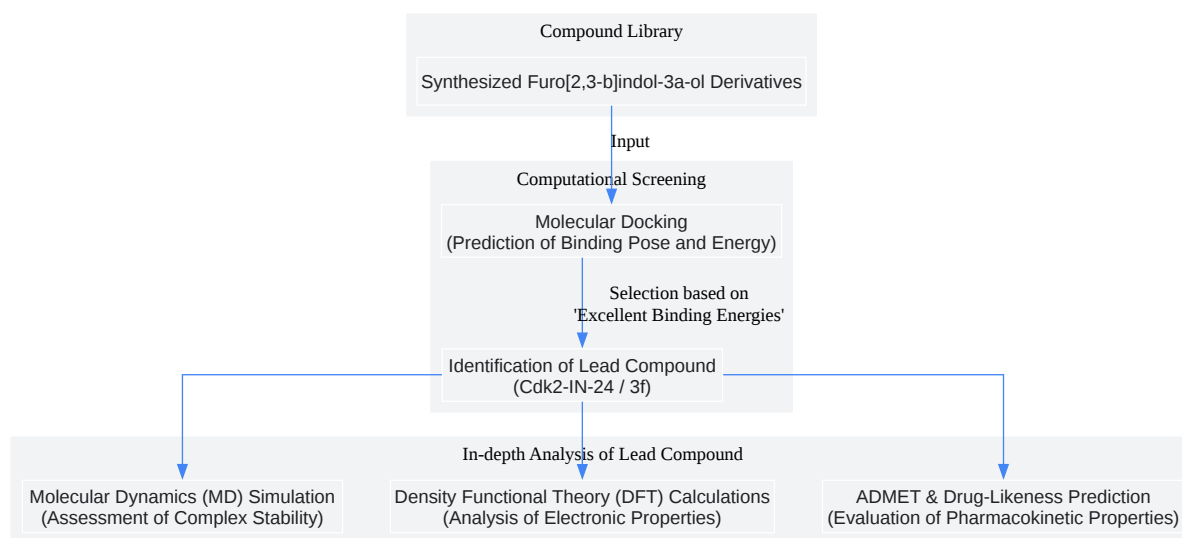 Compound Library
Synthesized Furo[2,3-b]indol-3a-ol Derivatives
Input
Computational Screening
Molecular Docking
(Prediction of Binding Pose and Energy)
Selection based on
'Excellent Binding Energies'
Identification of Lead Compound
(Cdk2-IN-24 / 3f)
In-depth Analysis of Lead Compound
Molecular Dynamics (MD) Simulation
(Assessment of Complex Stability)
Density Functional Theory (DFT) Calculations
(Analysis of Electronic Properties)
ADMET & Drug-Likeness Prediction
(Evaluation of Pharmacokinetic Properties)